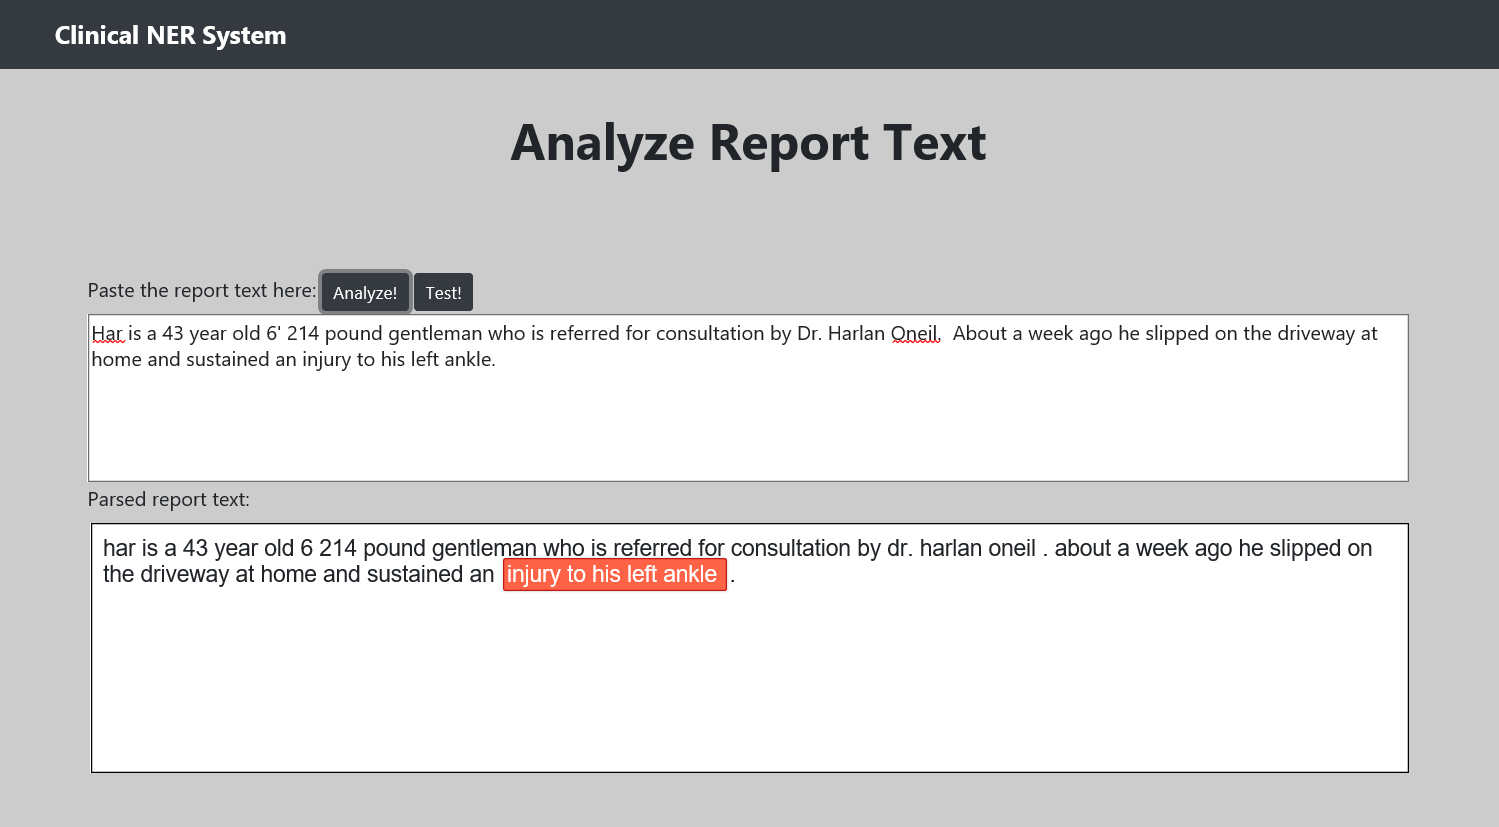 Clinical NER System
Analyze Report Text
Paste the report text here: Analyze! Test!
Har is a 43 year old 6' 214 pound gentleman who is referred for consultation by Dr. Harlan Oneil.  About a week ago he slipped on the driveway at
home and sustained an injury to his left ankle.
Parsed report text:
har is a 43 year old 6 214 pound gentleman who is referred for consultation by dr. harlan oneil . about a week ago he slipped on
the driveway at home and sustained an injury to his left ankle .